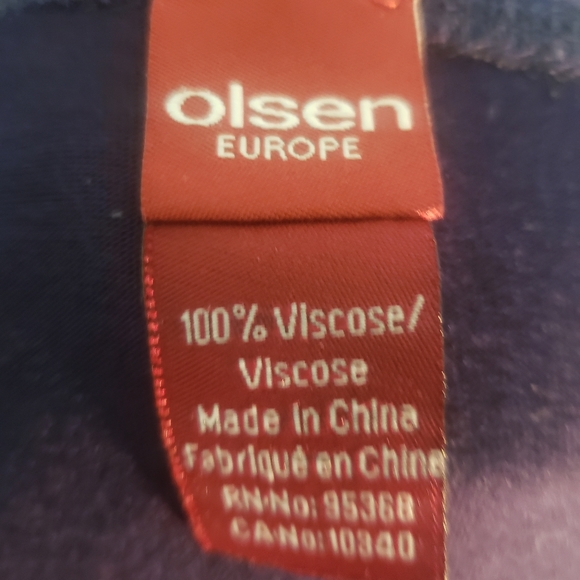 olsen
EUROPE
100% Viscose/
Viscose
Made in China
Fabriqué en Chine
RN-No: 95368
CA-No: 10340